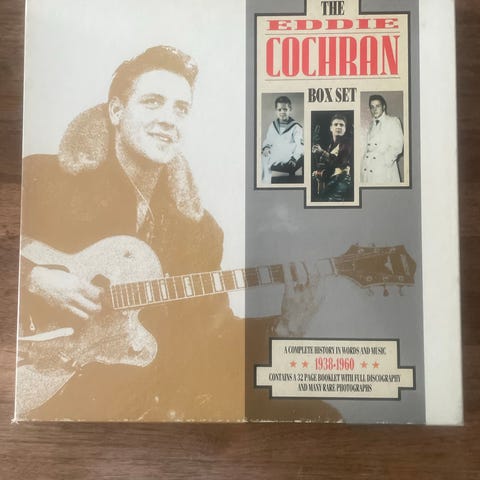 THE
EDDIE
COCHRAN
BOX SET
A COMPLETE HISTORY IN WORDS AND MUSIC
★ ★ 1938-1960 ★ ★
CONTAINS A 32 PAGE BOOKLET WITH FULL DISCOGRAPHY
AND MANY RARE PHOTOGRAPHS